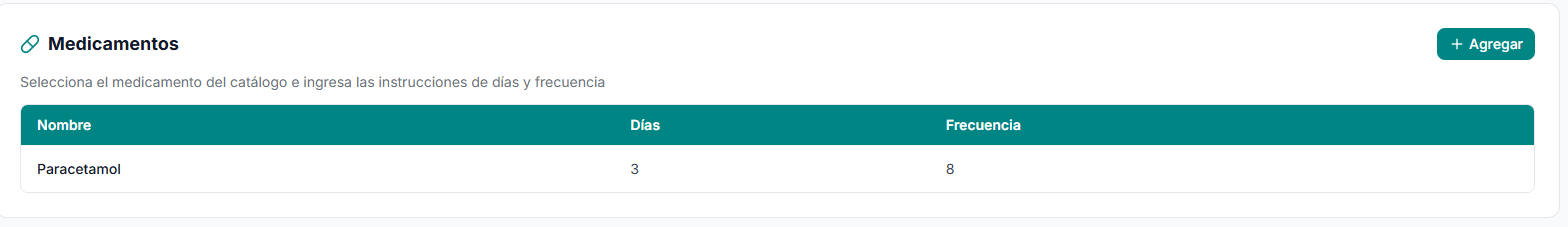 Medicamentos
+ Agregar
Selecciona el medicamento del catálogo e ingresa las instrucciones de días y frecuencia
Nombre Días Frecuencia
Paracetamol 3 8